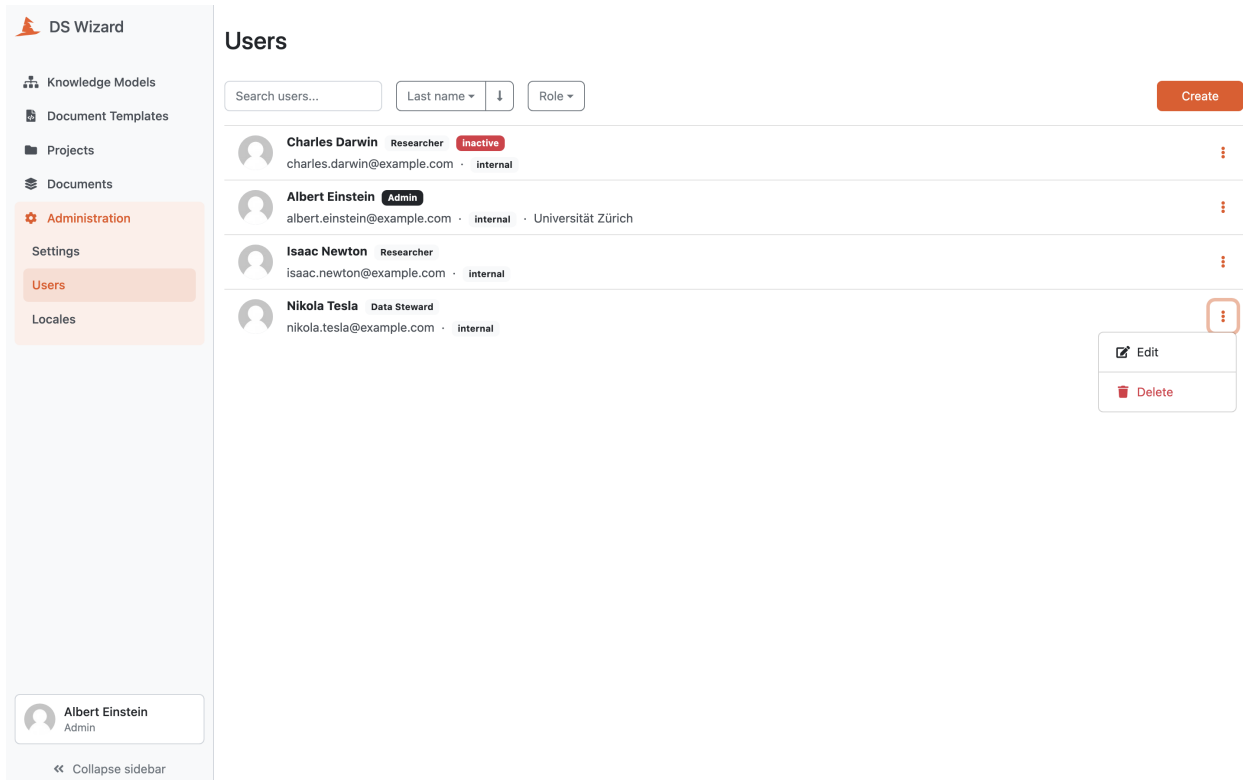 DS Wizard
Knowledge Models
Document Templates
Projects
Documents
Administration
Settings
Users
Locales
Albert Einstein
Admin
Collapse sidebar
Users
Search users...
Last name
Role
Create
Charles Darwin Researcher inactive
charles.darwin@example.com · internal
Albert Einstein Admin
albert.einstein@example.com · internal · Universität Zürich
Isaac Newton Researcher
isaac.newton@example.com · internal
Nikola Tesla Data Steward
nikola.tesla@example.com · internal
Edit
Delete